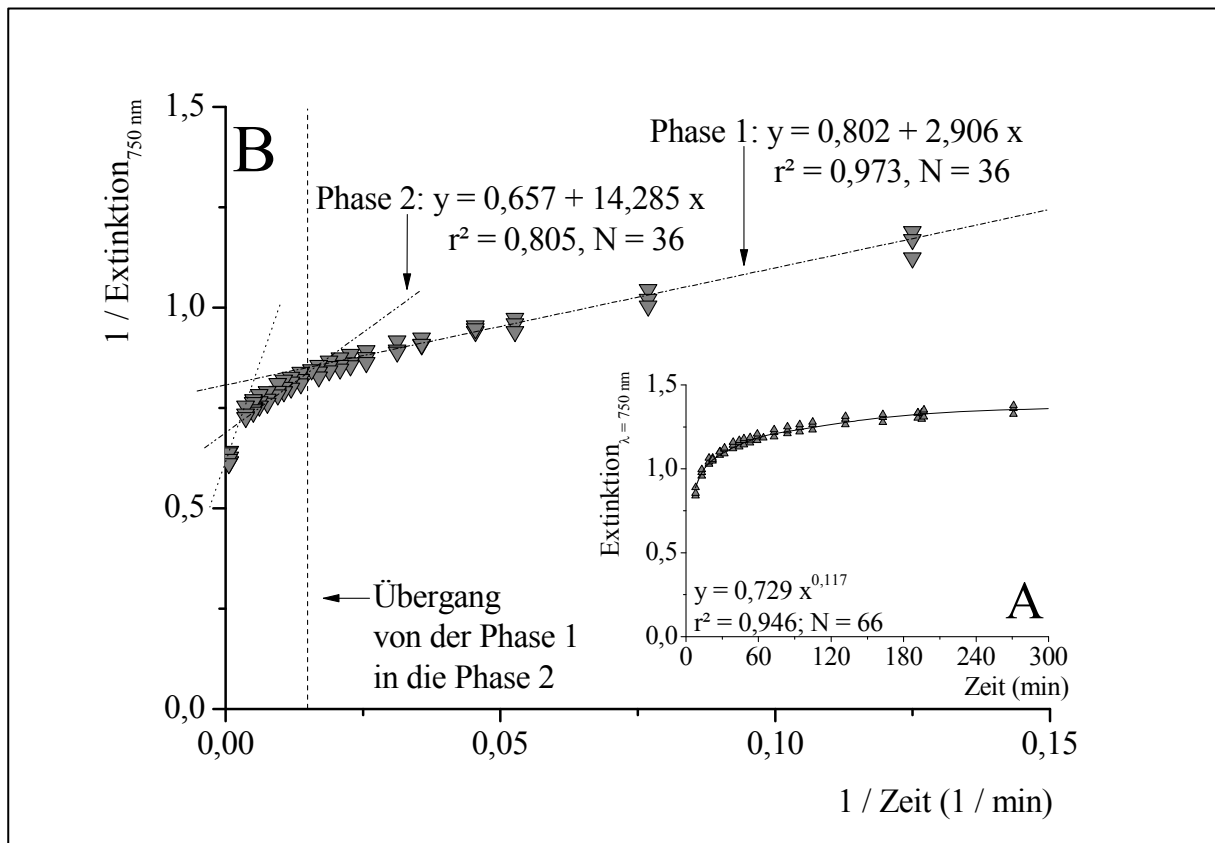 1,5
B
Phase 1: y = 0,802 + 2,906 x
r² = 0,973, N = 36
Phase 2: y = 0,657 + 14,285 x
r² = 0,805, N = 36
1 / Extinktion750 nm
1,0
0,5
0,0
Übergang
von der Phase 1
in die Phase 2
0,00
0,05
0,10
0,15
1 / Zeit (1 / min)
1,5
1,0
0,5
0,0
Extinktionλ = 750 nm
y = 0,729 x^0,117
r² = 0,946; N = 66
A
0 60 120 180 240 300
Zeit (min)